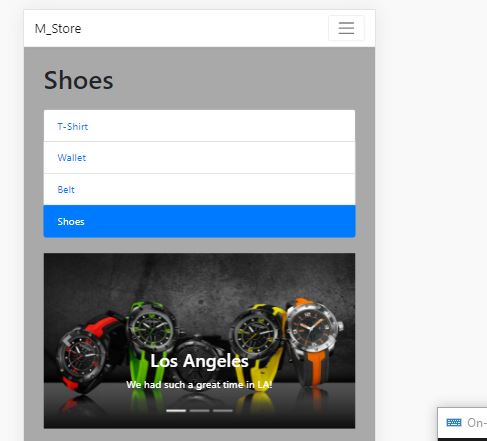 M_Store
Shoes
T-Shirt
Wallet
Belt
Shoes
Los Angeles
We had such a great time in LA!
On-